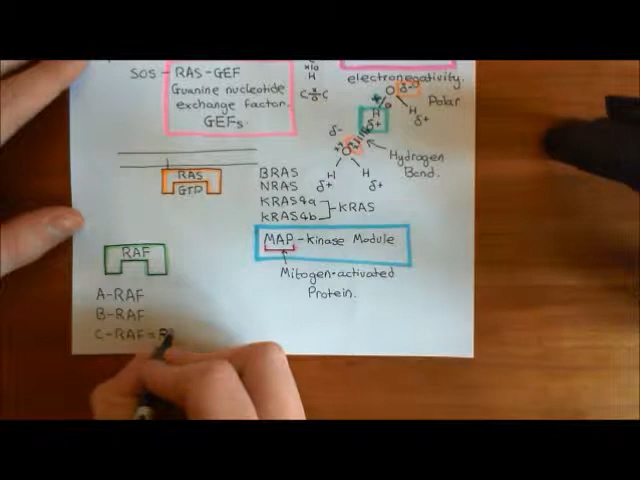 SOS - RAS-GEF
Guanine nucleotide
exchange factor.
GEFs.
H
C C
electronegativity.
O δ-
Polar
H
δ+
H
δ+
δ-
O
Hydrogen
Bond.
H H
δ+ δ+
RAS
GTP
BRAS
NRAS
KRAS4a
KRAS4b
KRAS
MAP-kinase Module
Mitogen-activated
Protein.
RAF
A-RAF
B-RAF
C-RAF =